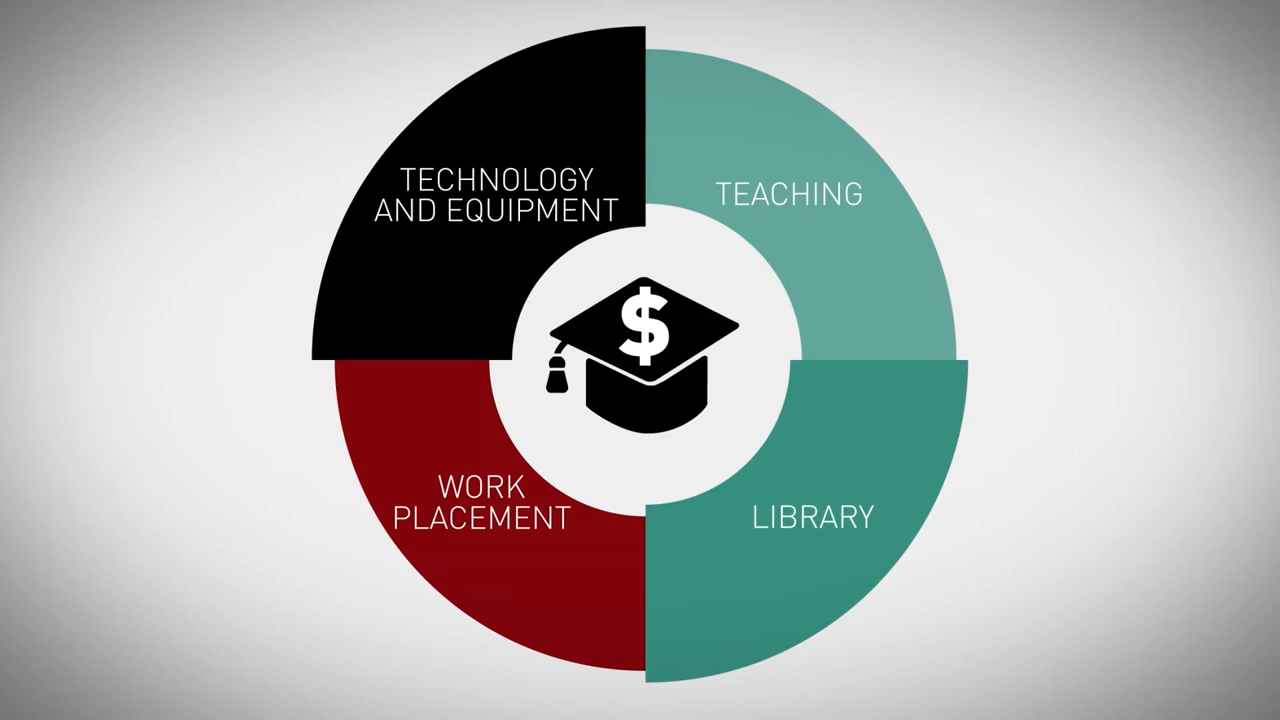 TECHNOLOGY
AND EQUIPMENT
TEACHING
$
WORK
PLACEMENT
LIBRARY